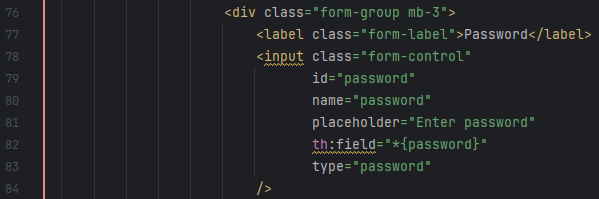 76 <div class="form-group mb-3">
77 <label class="form-label">Password</label>
78 <input class="form-control"
79 id="password"
80 name="password"
81 placeholder="Enter password"
82 th:field="*{password}"
83 type="password"
84 />